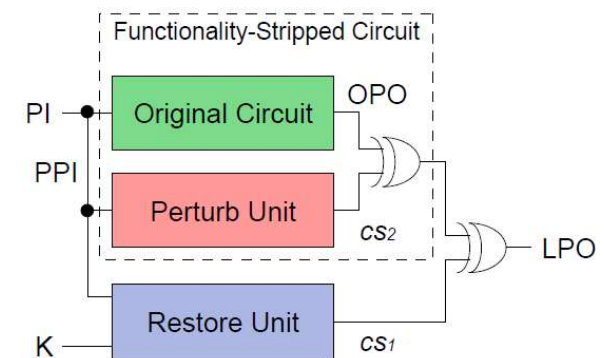 Functionality-Stripped Circuit
PI
Original Circuit
OPO
PPI
Perturb Unit
cs2
LPO
Restore Unit
K
cs1